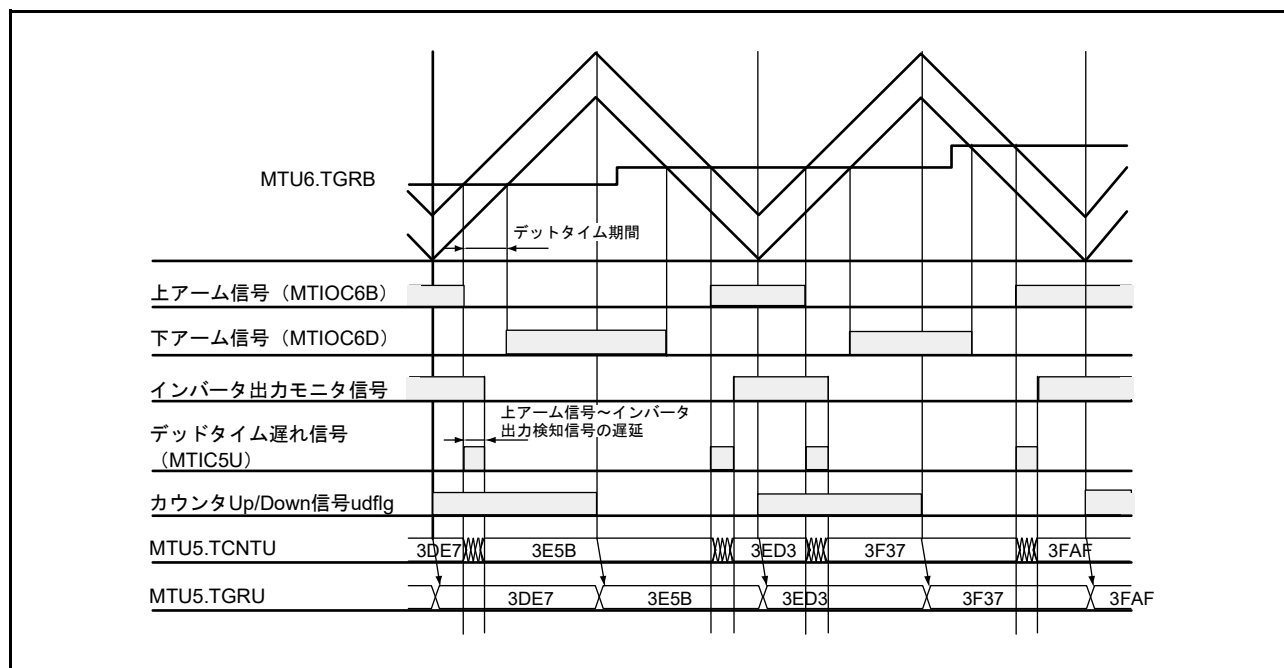 MTU6.TGRB
デットタイム期間
上アーム信号（MTIOC6B）
下アーム信号（MTIOC6D）
インバータ出力モニタ信号
上アーム信号～インバータ
出力検知信号の遅延
デッドタイム遅れ信号
（MTIC5U）
カウンタUp/Down信号udflg
MTU5.TCNTU 3DE7 3E5B 3ED3 3F37 3FAF
MTU5.TGRU 3DE7 3E5B 3ED3 3F37 3FAF